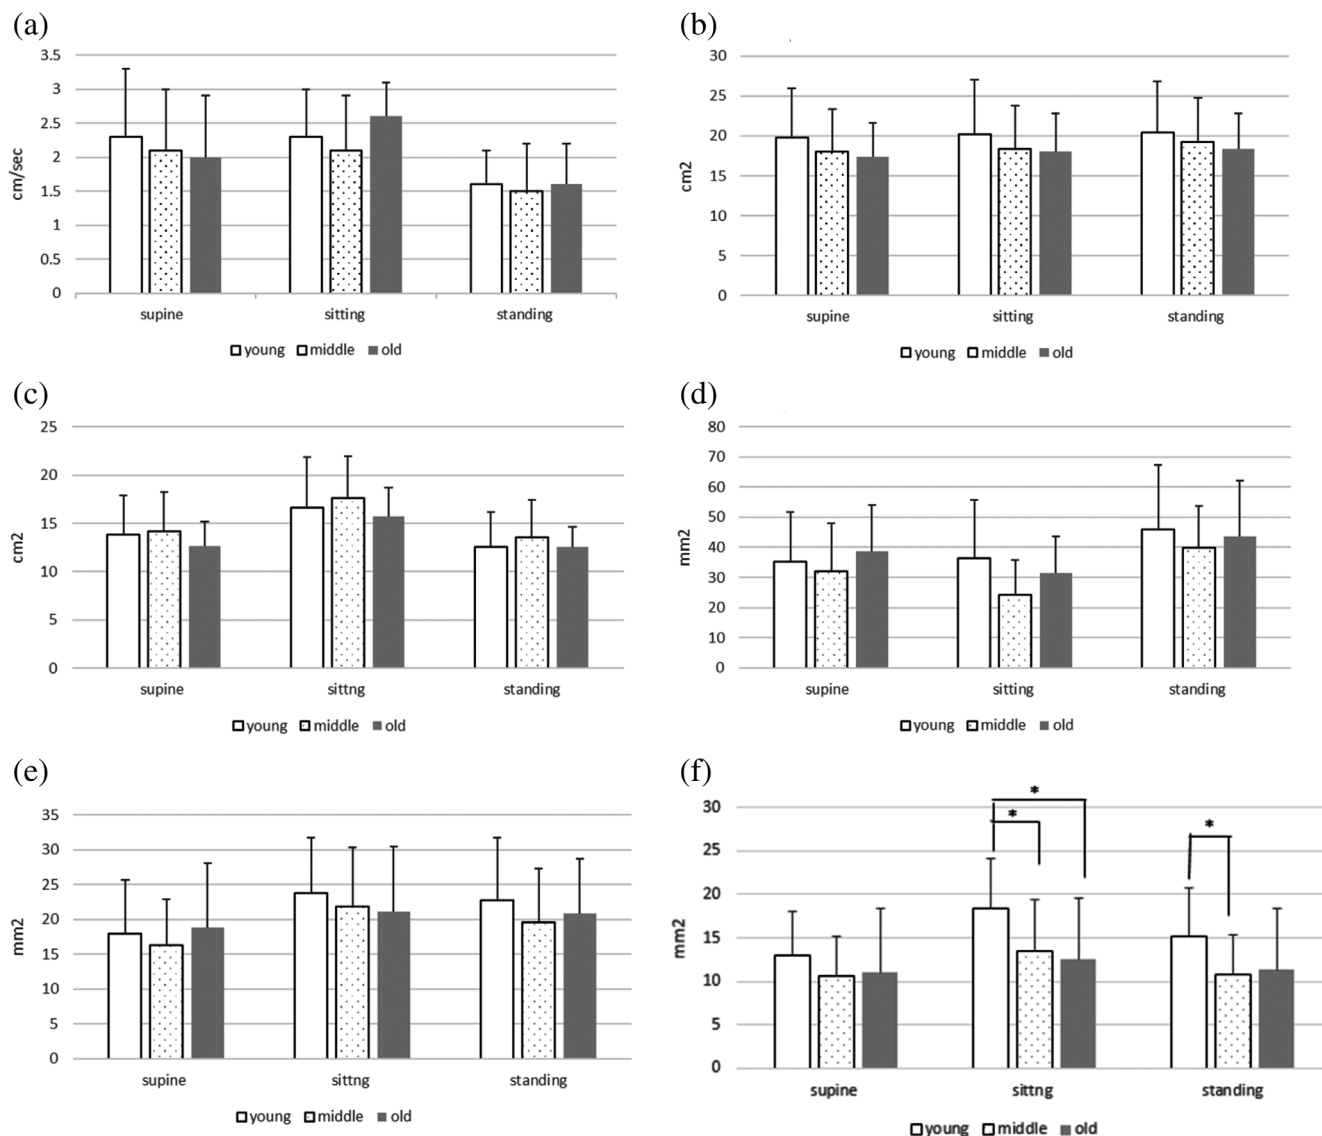 (a)
3.5
3
2.5
2
1.5
1
0.5
0
cm/sec
supine sitting standing
young middle old
(b)
30
25
20
15
10
5
0
cm2
supine sitting standing
young middle old
(c)
25
20
15
10
5
0
cm2
supine sittng standing
young middle old
(d)
80
70
60
50
40
30
20
10
0
mm2
supine sitting standing
young middle old
(e)
35
30
25
20
15
10
5
0
mm2
supine sittng standing
young middle old
(f)
30
25
20
15
10
5
0
mm2
* * *
supine sittng standing
young middle old